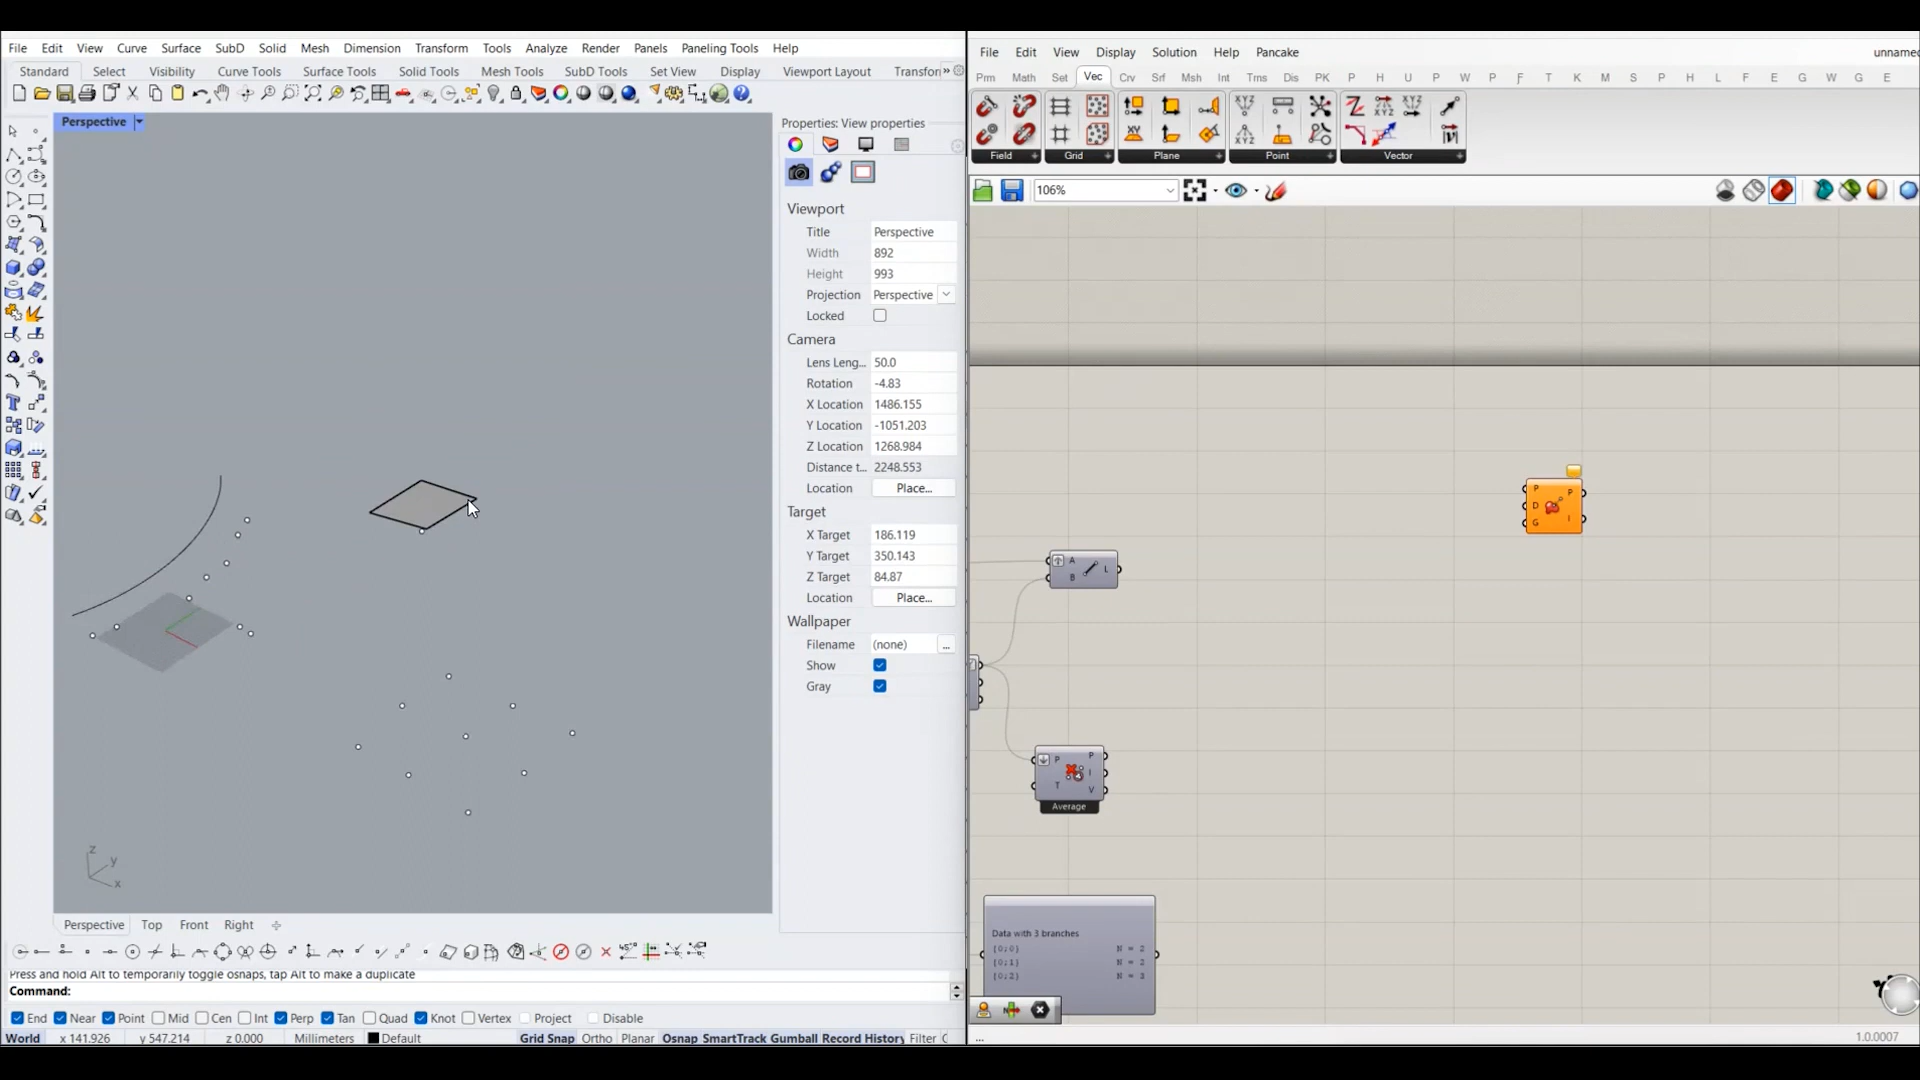 File Edit View Curve Surface SubD Solid Mesh Dimension Transform Tools Analyze Render Panels Paneling Tools Help
Standard Select Visibility Curve Tools Surface Tools Solid Tools Mesh Tools SubD Tools Set View Display Viewport Layout Transfor »
Perspective
Properties: View properties
Viewport
Title Perspective
Width 892
Height 993
Projection Perspective
Locked
Camera
Lens Leng... 50.0
Rotation -4.83
X Location 1486.155
Y Location -1051.203
Z Location 1268.984
Distance t... 2248.553
Location Place...
Target
X Target 186.119
Y Target 350.143
Z Target 84.87
Location Place...
Wallpaper
Filename (none) ...
Show
Gray
z
y
x
Perspective Top Front Right
Press and hold Alt to temporarily toggle osnaps, tap Alt to make a duplicate
Command:
End Near Point Mid Cen Int Perp Tan Quad Knot Vertex Project Disable
World x 141.926 y 547.214 z 0.000 Millimeters Default Grid Snap Ortho Planar Osnap SmartTrack Gumball Record History Filter
File Edit View Display Solution Help Pancake unnamed
Prm Math Set Vec Crv Srf Msh Int Trns Dis PK P H U P W P F T K M S P H L F E G W G E
Field Grid Plane Point Vector
106%
P
D
G
P
I
A
B
L
P
T
P
I
V
Average
Data with 3 branches
{0;0} N = 2
{0;1} N = 2
{0;2} N = 3
...
1.0.0007